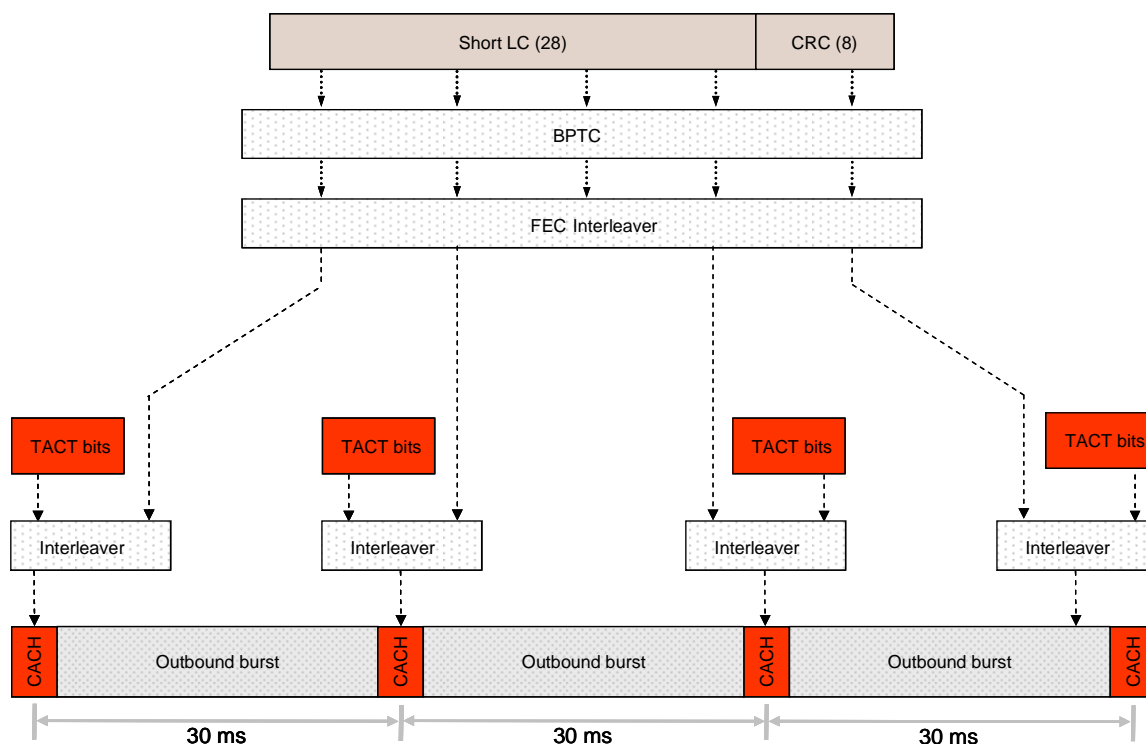 Short LC (28) CRC (8)
BPTC
FEC Interleaver
TACT bits TACT bits TACT bits TACT bits
Interleaver Interleaver Interleaver Interleaver
CACH Outbound burst CACH Outbound burst CACH Outbound burst CACH
30 ms 30 ms 30 ms